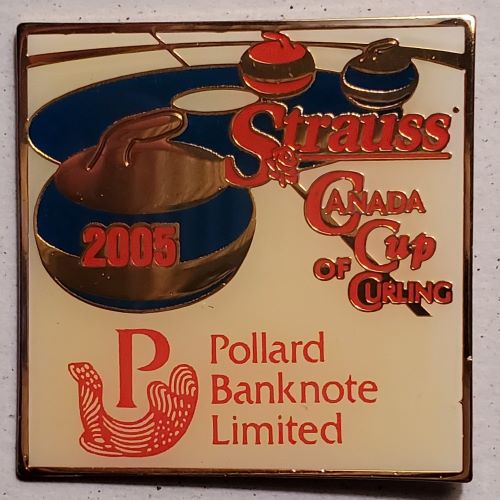 Strauss
Canada
Cup
of
Curling
2005
P
Pollard
Banknote
Limited